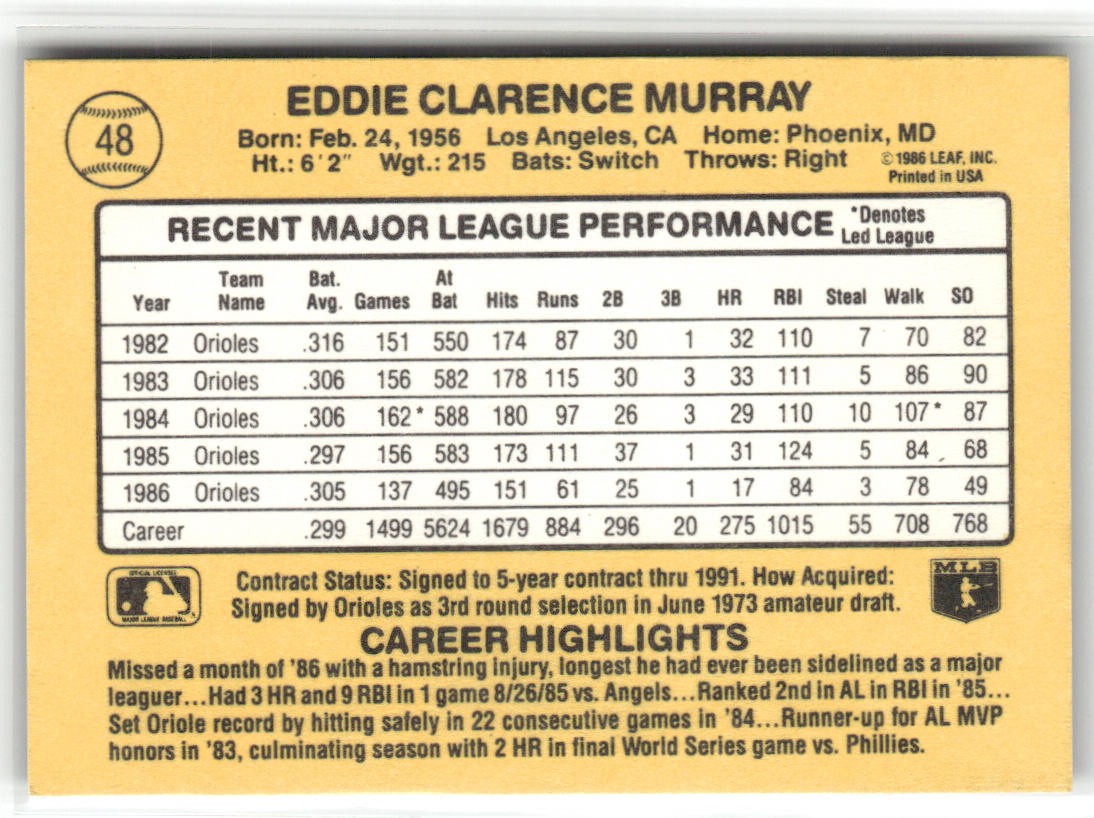 EDDIE CLARENCE MURRAY
48
Born: Feb. 24, 1956 Los Angeles, CA Home: Phoenix, MD
Ht.: 6'2" Wgt.: 215 Bats: Switch Throws: Right ©1986 LEAF, INC.
Printed in USA
RECENT MAJOR LEAGUE PERFORMANCE *Denotes Led League
Year Team Name Bat. Avg. Games At Bat Hits Runs 2B 3B HR RBI Steal Walk SO
1982 Orioles .316 151 550 174 87 30 1 32 110 7 70 82
1983 Orioles .306 156 582 178 115 30 3 33 111 5 86 90
1984 Orioles .306 162* 588 180 97 26 3 29 110 10 107* 87
1985 Orioles .297 156 583 173 111 37 1 31 124 5 84 68
1986 Orioles .305 137 495 151 61 25 1 17 84 3 78 49
Career .299 1499 5624 1679 884 296 20 275 1015 55 708 768
OFFICIAL LICENSEE
MAJOR LEAGUE BASEBALL
MLB
Contract Status: Signed to 5-year contract thru 1991. How Acquired:
Signed by Orioles as 3rd round selection in June 1973 amateur draft.
CAREER HIGHLIGHTS
Missed a month of '86 with a hamstring injury, longest he had ever been sidelined as a major
leaguer...Had 3 HR and 9 RBI in 1 game 8/26/85 vs. Angels...Ranked 2nd in AL in RBI in '85...
Set Oriole record by hitting safely in 22 consecutive games in '84...Runner-up for AL MVP
honors in '83, culminating season with 2 HR in final World Series game vs. Phillies.